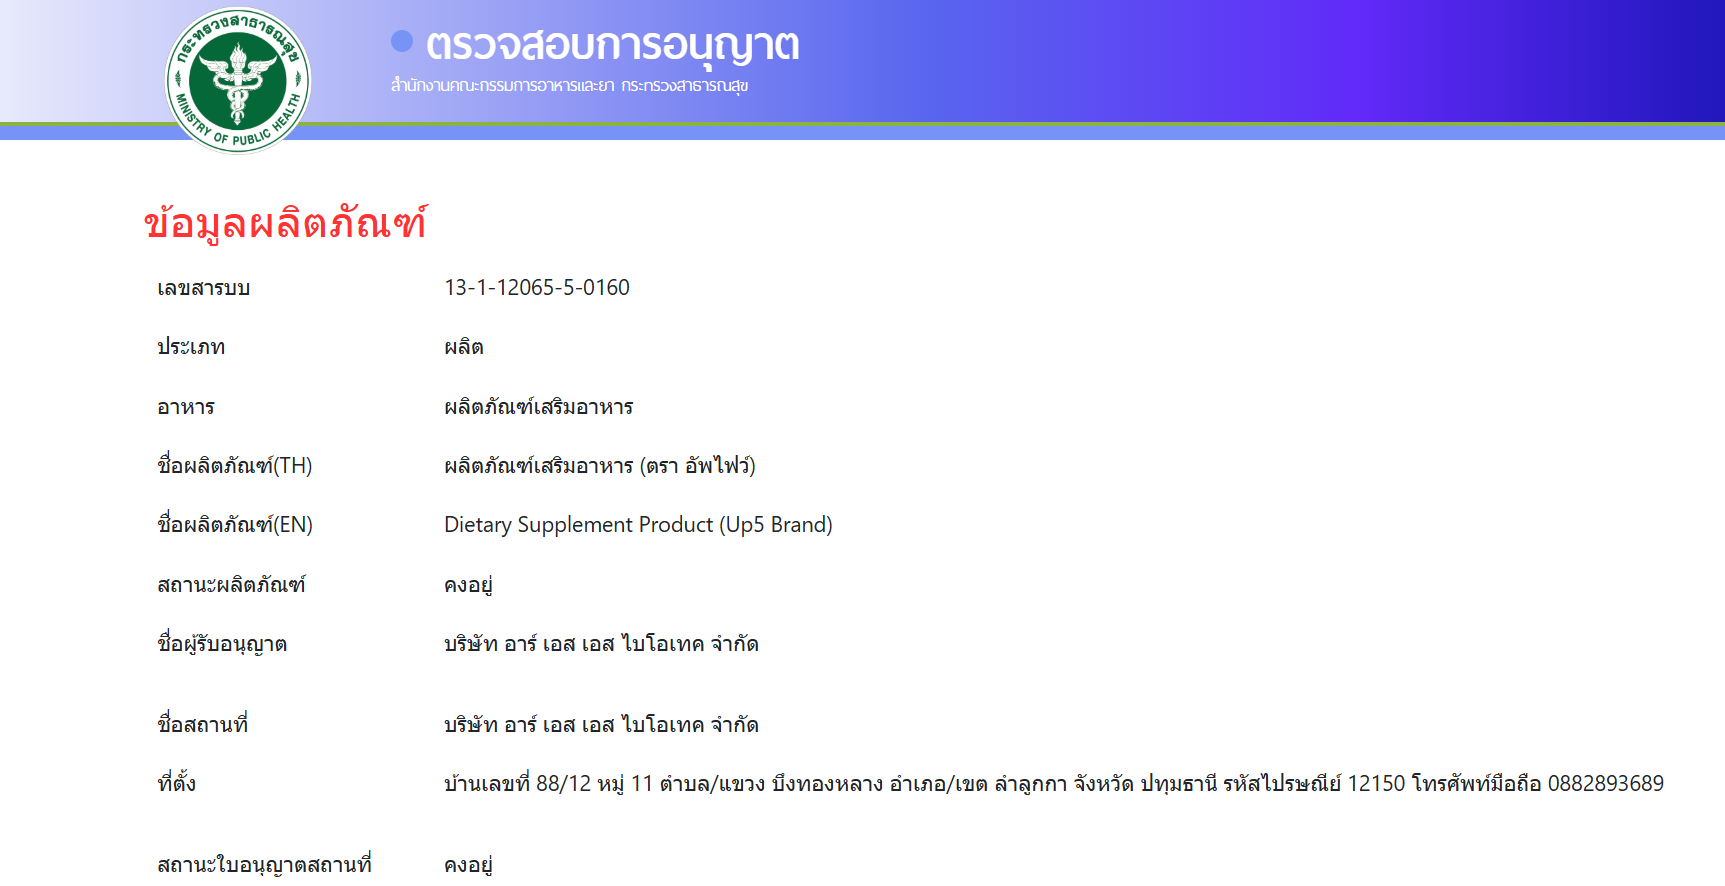 กระทรวงสาธารณสุข
MINISTRY OF PUBLIC HEALTH
ตรวจสอบการอนุญาต
สำนักงานคณะกรรมการอาหารและยา กระทรวงสาธารณสุข
ข้อมูลผลิตภัณฑ์
เลขสารบบ 13-1-12065-5-0160
ประเภท ผลิต
อาหาร ผลิตภัณฑ์เสริมอาหาร
ชื่อผลิตภัณฑ์(TH) ผลิตภัณฑ์เสริมอาหาร (ตรา อัพไฟว์)
ชื่อผลิตภัณฑ์(EN) Dietary Supplement Product (Up5 Brand)
สถานะผลิตภัณฑ์ คงอยู่
ชื่อผู้รับอนุญาต บริษัท อาร์ เอส เอส ไบโอเทค จำกัด
ชื่อสถานที่ บริษัท อาร์ เอส เอส ไบโอเทค จำกัด
ที่ตั้ง บ้านเลขที่ 88/12 หมู่ 11 ตำบล/แขวง บึงทองหลาง อำเภอ/เขต ลำลูกกา จังหวัด ปทุมธานี รหัสไปรษณีย์ 12150 โทรศัพท์มือถือ 0882893689
สถานะใบอนุญาตสถานที่ คงอยู่